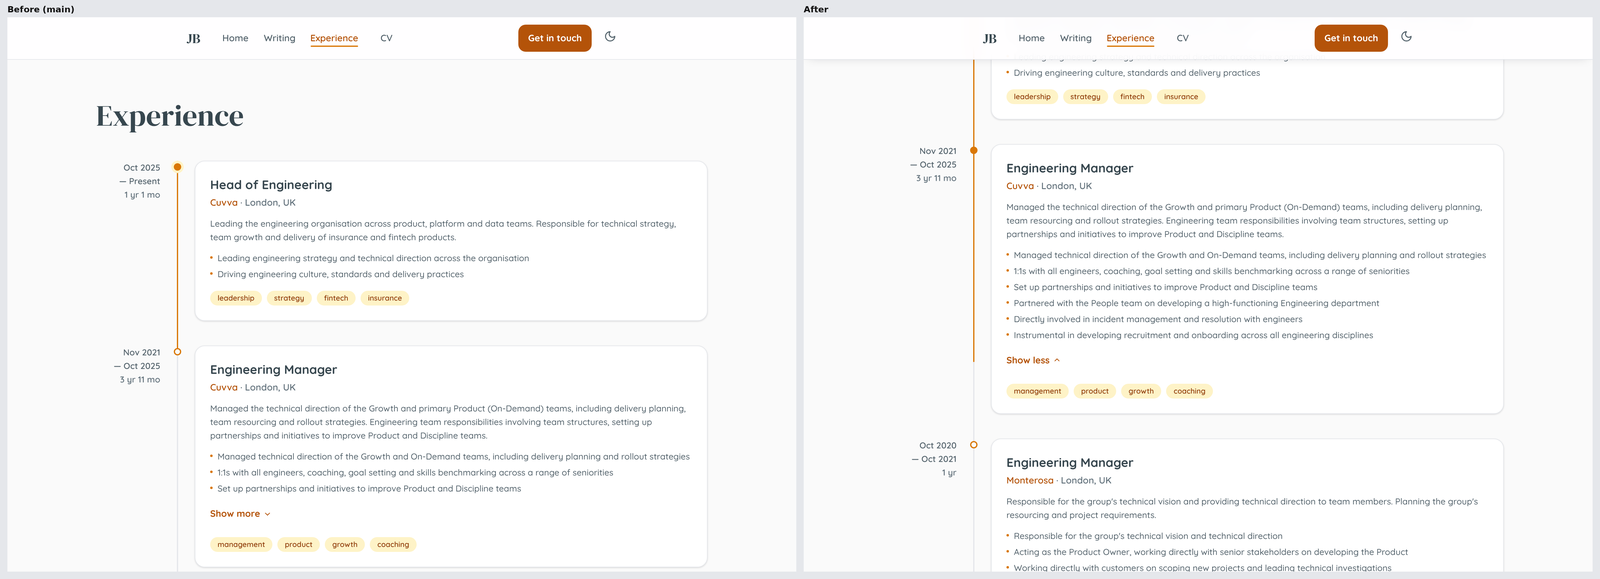 Before (main)
JB Home Writing Experience CV Get in touch
Experience
Oct 2025
— Present
1 yr 1 mo
Head of Engineering
Cuvva · London, UK
Leading the engineering organisation across product, platform and data teams. Responsible for technical strategy,
team growth and delivery of insurance and fintech products.
• Leading engineering strategy and technical direction across the organisation
• Driving engineering culture, standards and delivery practices
leadership strategy fintech insurance
Nov 2021
— Oct 2025
3 yr 11 mo
Engineering Manager
Cuvva · London, UK
Managed the technical direction of the Growth and primary Product (On-Demand) teams, including delivery planning,
team resourcing and rollout strategies. Engineering team responsibilities involving team structures, setting up
partnerships and initiatives to improve Product and Discipline teams.
• Managed technical direction of the Growth and On-Demand teams, including delivery planning and rollout strategies
• 1:1s with all engineers, coaching, goal setting and skills benchmarking across a range of seniorities
• Set up partnerships and initiatives to improve Product and Discipline teams
Show more
management product growth coaching
After
JB Home Writing Experience CV Get in touch
• Driving engineering culture, standards and delivery practices
leadership strategy fintech insurance
Nov 2021
— Oct 2025
3 yr 11 mo
Engineering Manager
Cuvva · London, UK
Managed the technical direction of the Growth and primary Product (On-Demand) teams, including delivery planning,
team resourcing and rollout strategies. Engineering team responsibilities involving team structures, setting up
partnerships and initiatives to improve Product and Discipline teams.
• Managed technical direction of the Growth and On-Demand teams, including delivery planning and rollout strategies
• 1:1s with all engineers, coaching, goal setting and skills benchmarking across a range of seniorities
• Set up partnerships and initiatives to improve Product and Discipline teams
• Partnered with the People team on developing a high-functioning Engineering department
• Directly involved in incident management and resolution with engineers
• Instrumental in developing recruitment and onboarding across all engineering disciplines
Show less
management product growth coaching
Oct 2020
— Oct 2021
1 yr
Engineering Manager
Monterosa · London, UK
Responsible for the group's technical vision and providing technical direction to team members. Planning the group's
resourcing and project requirements.
• Responsible for the group's technical vision and technical direction
• Acting as the Product Owner, working directly with senior stakeholders on developing the Product
• Working directly with customers on scoping new projects and leading technical investigations